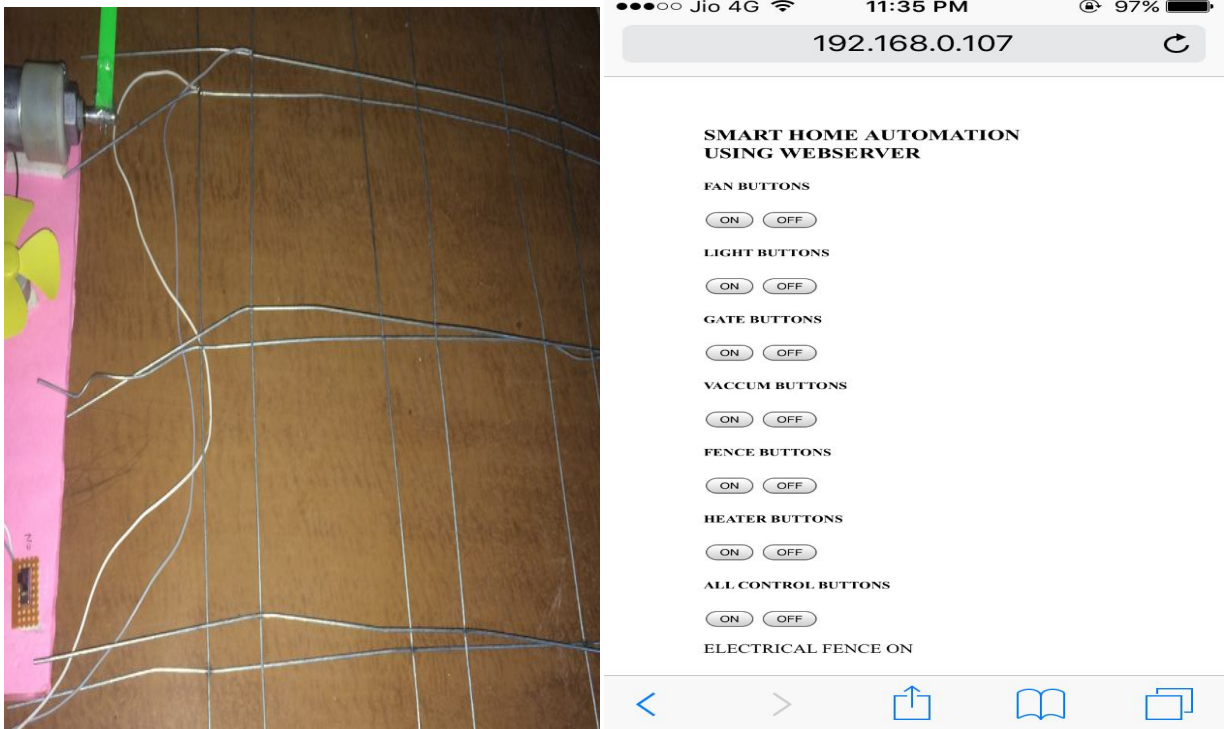 Jio 4G 11:35 PM 97%
192.168.0.107
SMART HOME AUTOMATION
USING WEBSERVER
FAN BUTTONS
ON OFF
LIGHT BUTTONS
ON OFF
GATE BUTTONS
ON OFF
VACCUM BUTTONS
ON OFF
FENCE BUTTONS
ON OFF
HEATER BUTTONS
ON OFF
ALL CONTROL BUTTONS
ON OFF
ELECTRICAL FENCE ON